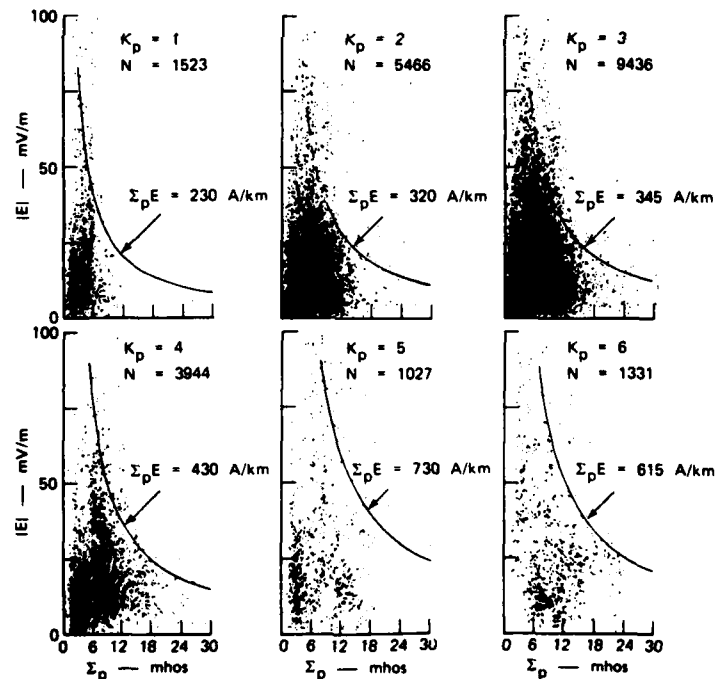 K_p = 1
N = 1523
Σ_pE = 230 A/km
K_p = 2
N = 5466
Σ_pE = 320 A/km
K_p = 3
N = 9436
Σ_pE = 345 A/km
|E| — mV/m
100
50
0
K_p = 4
N = 3944
Σ_pE = 430 A/km
K_p = 5
N = 1027
Σ_pE = 730 A/km
K_p = 6
N = 1331
Σ_pE = 615 A/km
|E| — mV/m
100
50
0
0 6 12 18 24 30
Σ_p — mhos
0 6 12 18 24 30
Σ_p — mhos
0 6 12 18 24 30
Σ_p — mhos